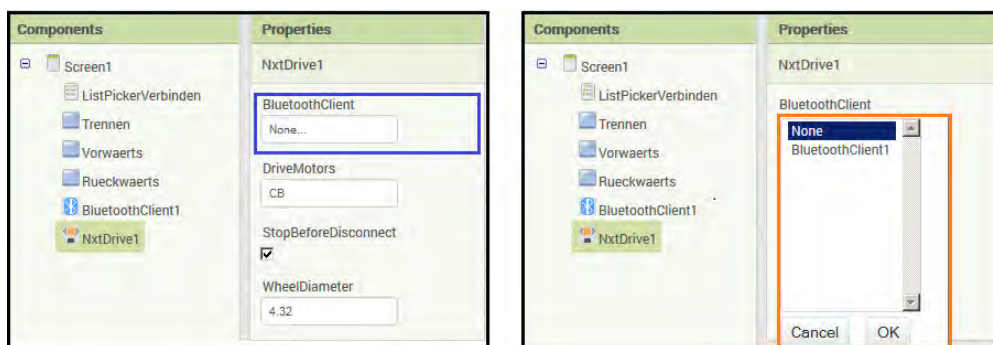 Components
Screen1
ListPickerVerbinden
Trennen
Vorwaerts
Rueckwaerts
BluetoothClient1
NxtDrive1
Properties
NxtDrive1
BluetoothClient
None...
DriveMotors
CB
StopBeforeDisconnect
WheelDiameter
4.32
Components
Screen1
ListPickerVerbinden
Trennen
Vorwaerts
Rueckwaerts
BluetoothClient1
NxtDrive1
Properties
NxtDrive1
BluetoothClient
None
BluetoothClient1
Cancel OK